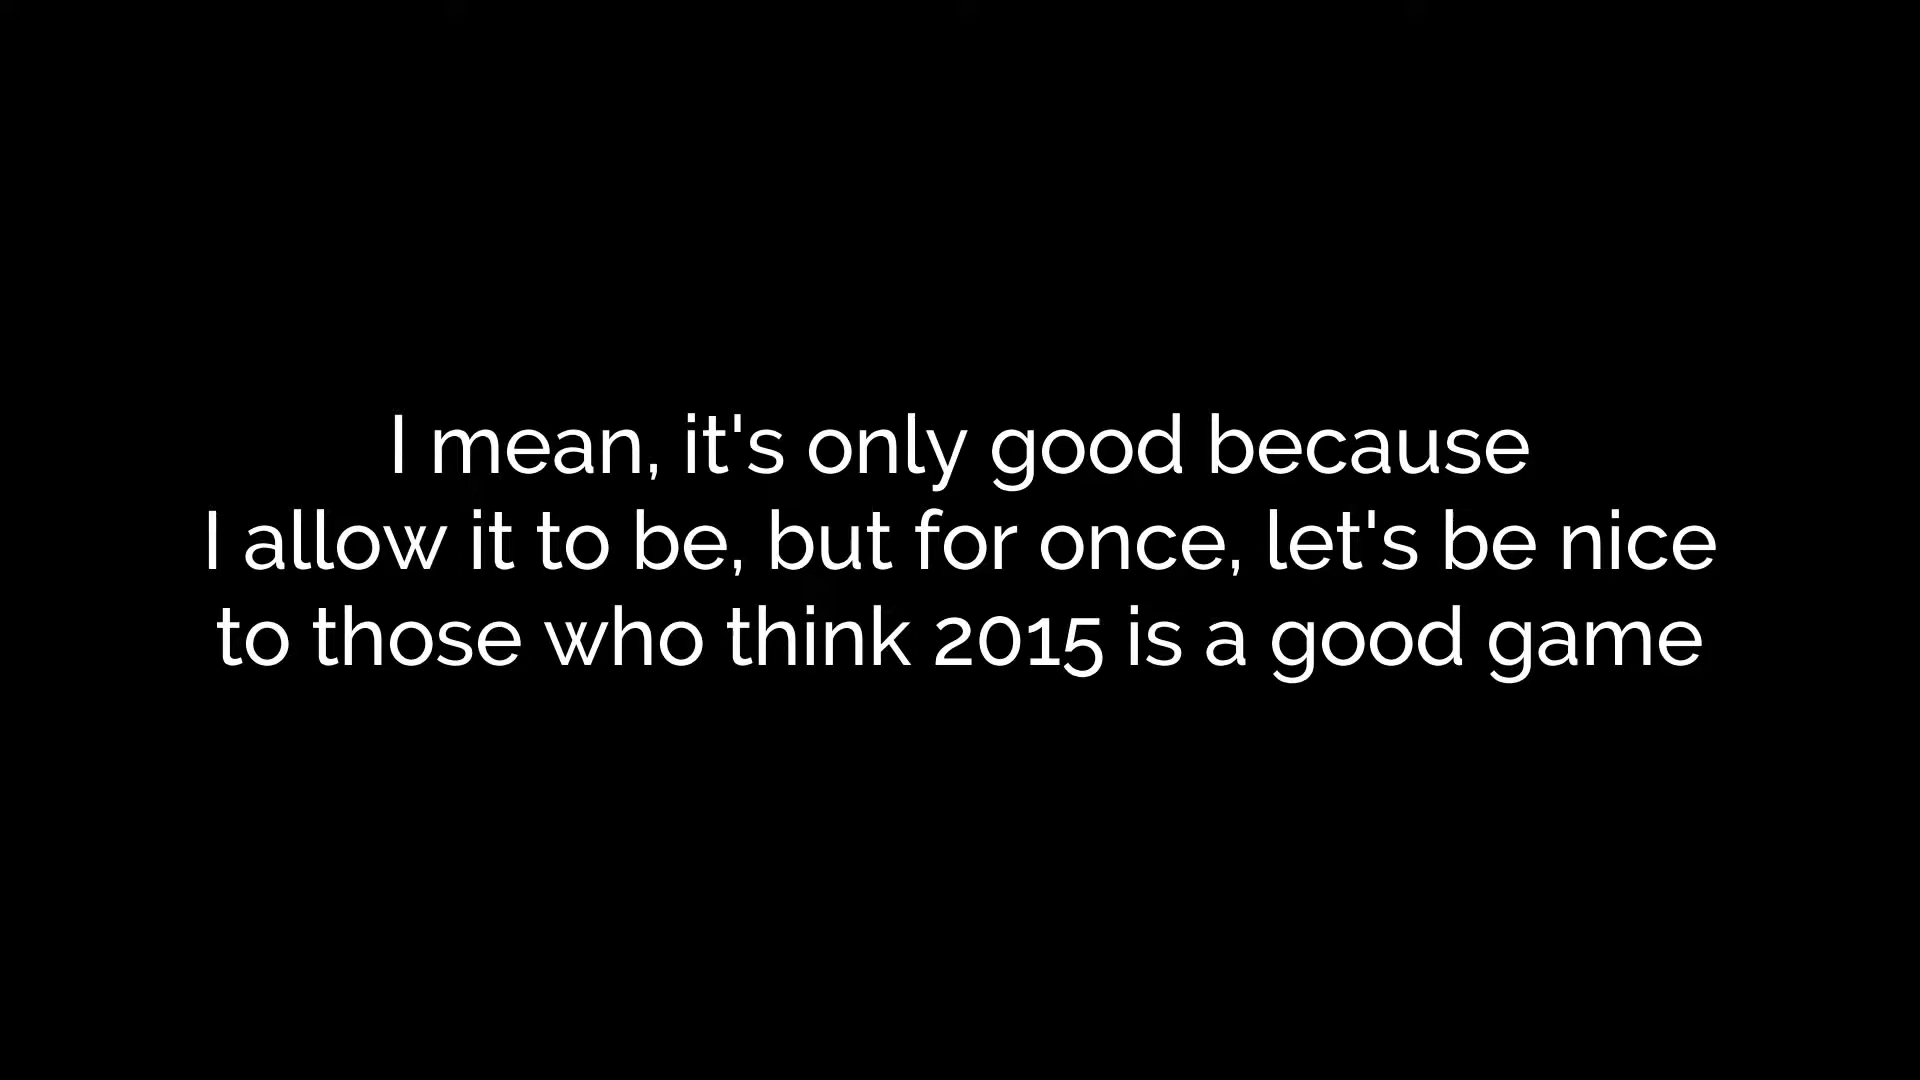 I mean, it's only good because
I allow it to be, but for once, let's be nice
to those who think 2015 is a good game